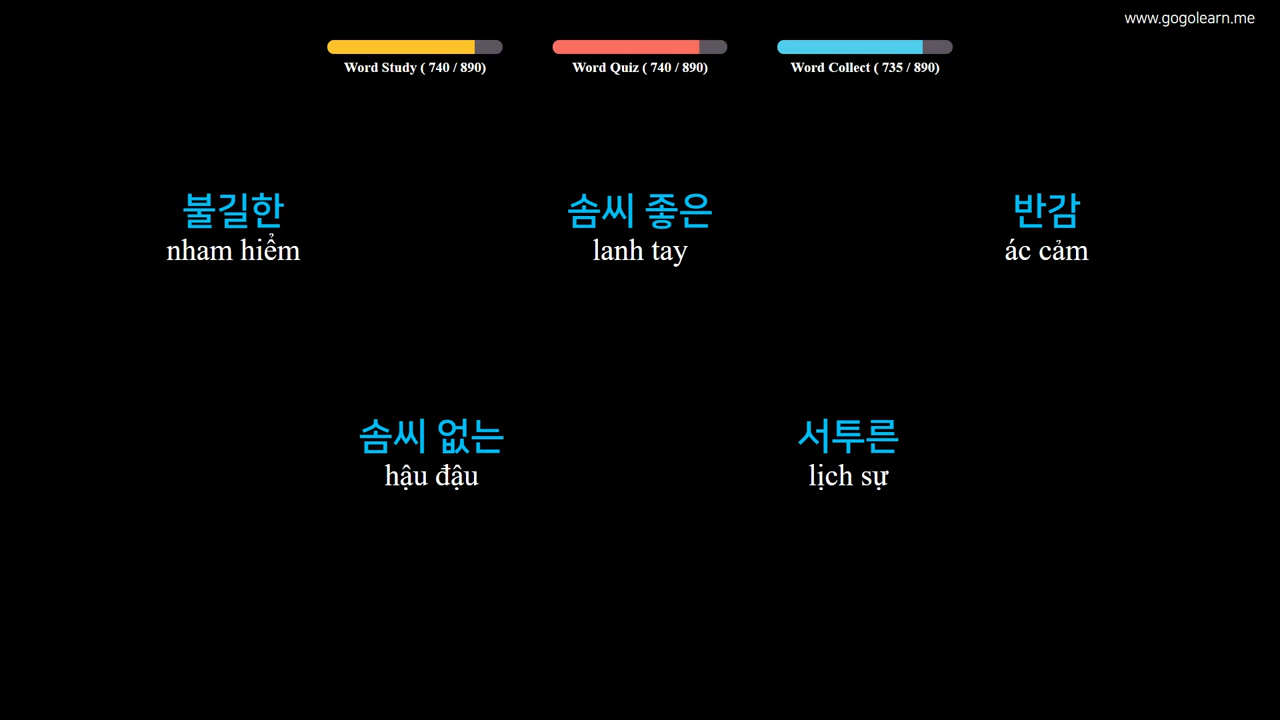 www.gogolearn.me
Word Study ( 740 / 890)
Word Quiz ( 740 / 890)
Word Collect ( 735 / 890)
불길한
nham hiểm
솜씨 좋은
lanh tay
반감
ác cảm
솜씨 없는
hậu đậu
서투른
lịch sự